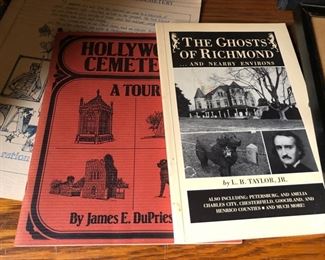 CEMETERY
HOLLYWO
CEMETE
A TOUR
By James E. DuPries
THE GHOSTS
OF RICHMOND
... AND NEARBY ENVIRONS
by L. B. TAYLOR, JR.
ALSO INCLUDING: PETERSBURG, AND AMELIA
CHARLES CITY, CHESTERFIELD, GOOCHLAND, AND
HENRICO COUNTIES • AND MUCH MORE!